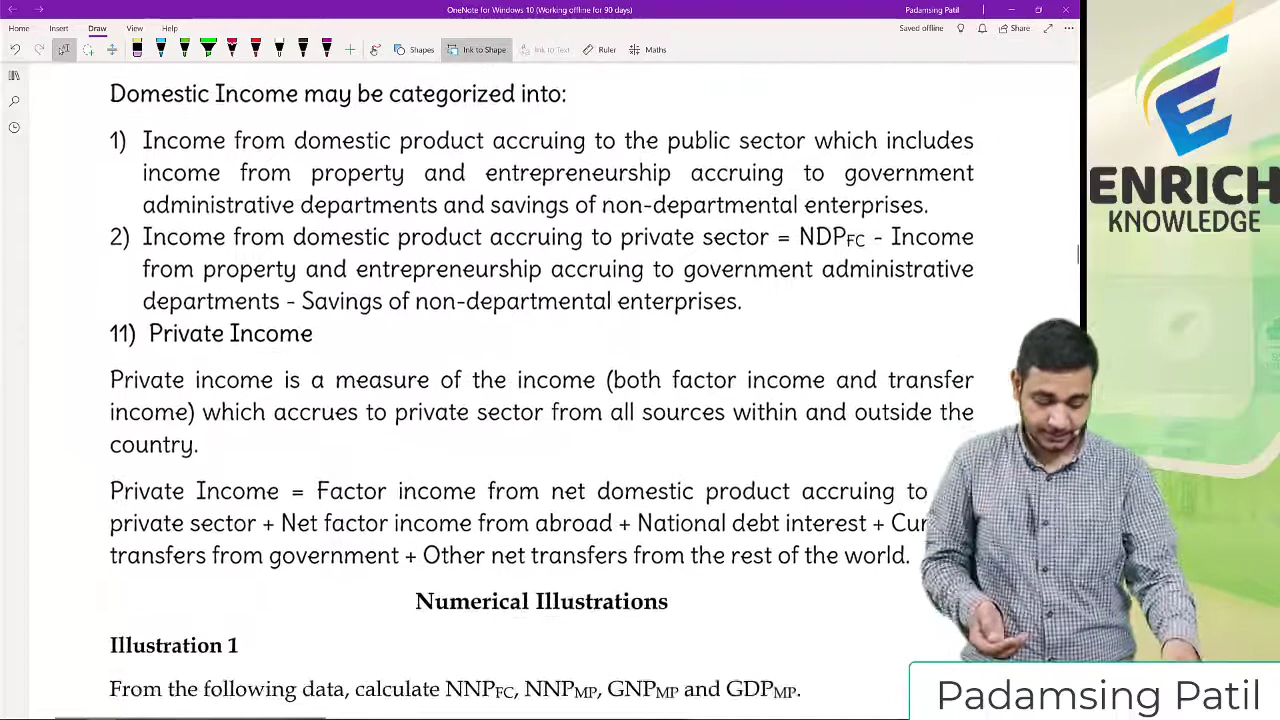 OneNote for Windows 10 (Working offline for 90 days)
Padamsing Patil
Home Insert Draw View Help
Saved offline
Shapes Ink to Shape Ink to Text Ruler Maths
Share
Domestic Income may be categorized into:
1) Income from domestic product accruing to the public sector which includes
income from property and entrepreneurship accruing to government
administrative departments and savings of non-departmental enterprises.
2) Income from domestic product accruing to private sector = NDPFC - Income
from property and entrepreneurship accruing to government administrative
departments - Savings of non-departmental enterprises.
11) Private Income
Private income is a measure of the income (both factor income and transfer
income) which accrues to private sector from all sources within and outside the
country.
Private Income = Factor income from net domestic product accruing to
private sector + Net factor income from abroad + National debt interest + Cur
transfers from government + Other net transfers from the rest of the world.
Numerical Illustrations
Illustration 1
From the following data, calculate NNPFC, NNPMP, GNPMP and GDPMP.
ENRICH
KNOWLEDGE
Padamsing Patil